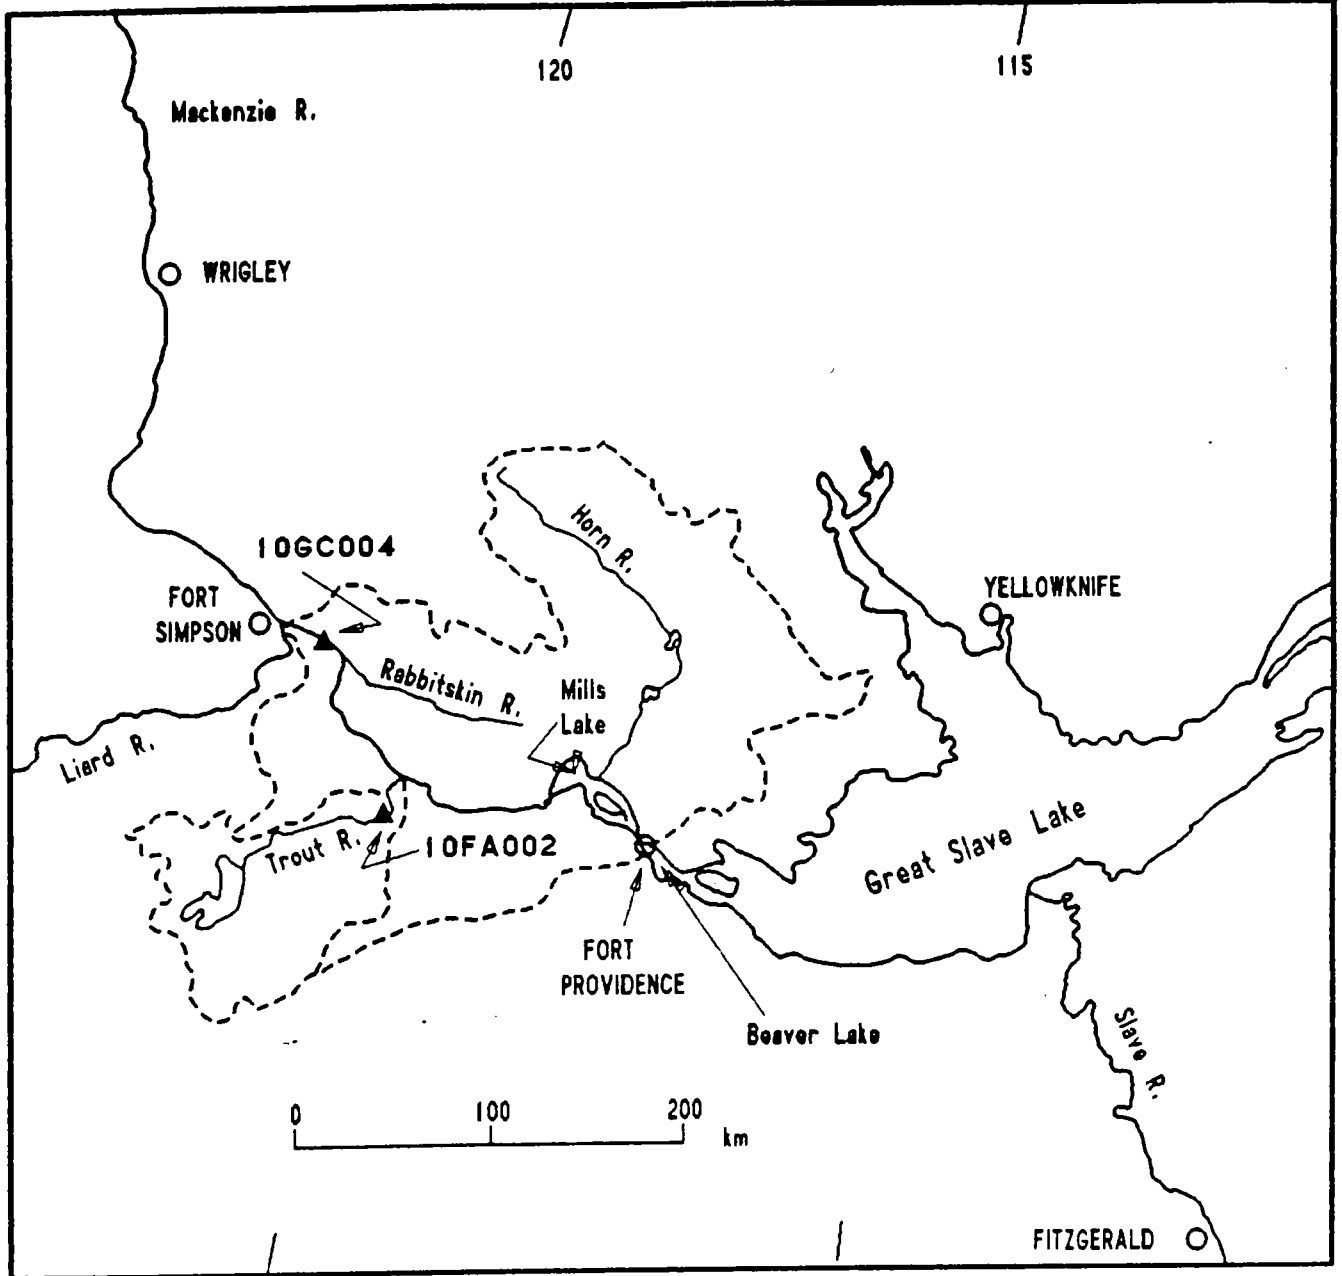 120
115
Mackenzie R.
WRIGLEY
Horn R.
10GC004
FORT
SIMPSON
YELLOWKNIFE
Rabbitskin R.
Mills
Lake
Liard R.
Great Slave Lake
Trout R.
10FA002
FORT
PROVIDENCE
Beaver Lake
Slave R.
0 100 200
km
FITZGERALD